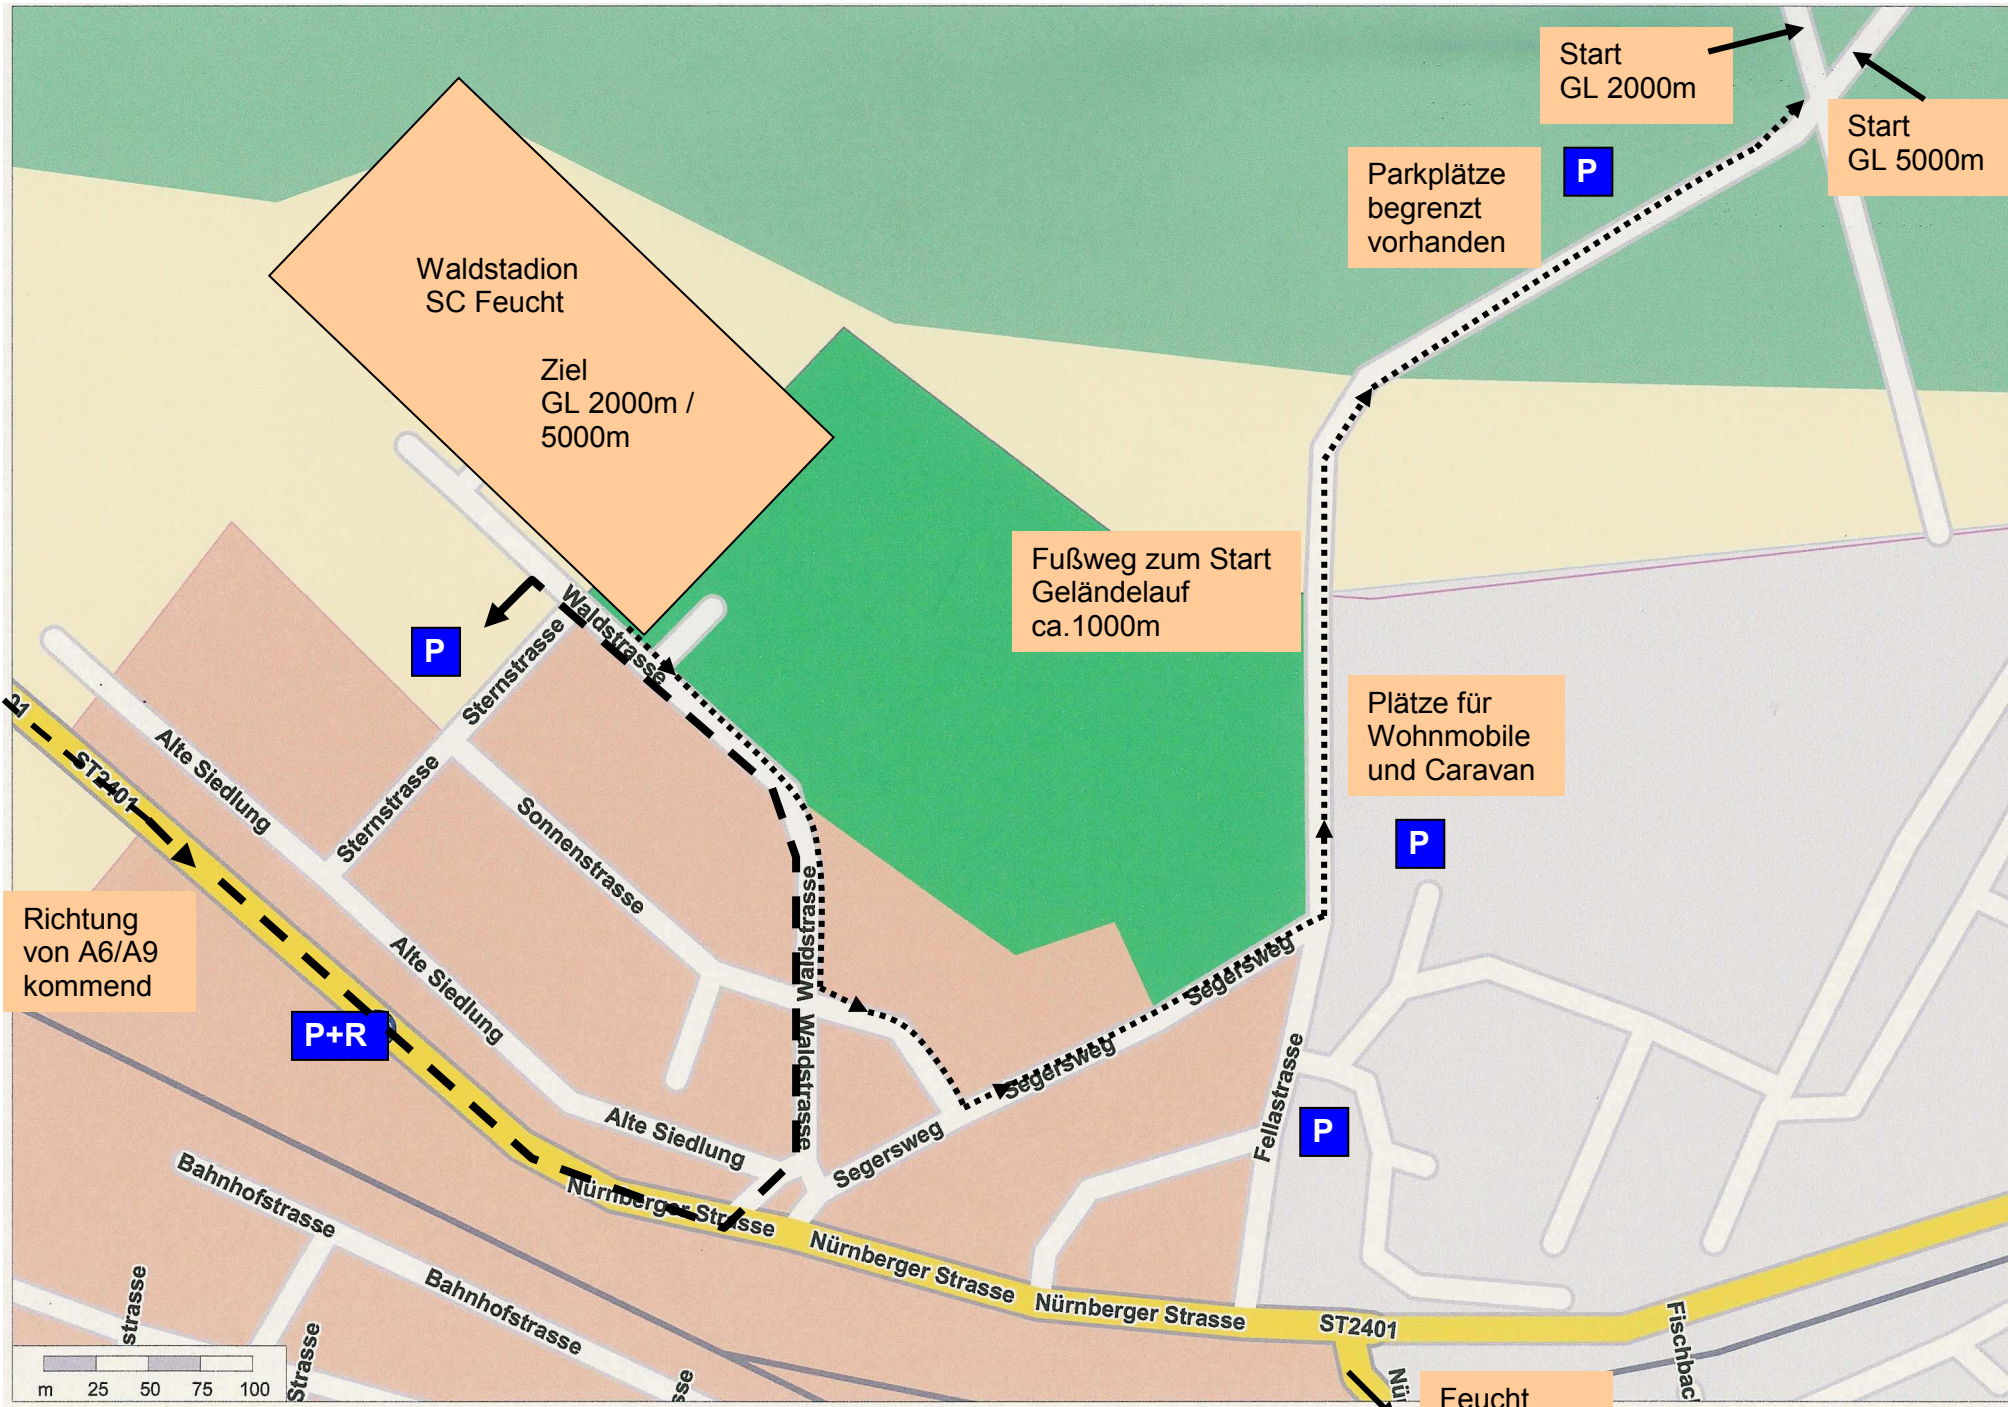 Start
GL 2000m
Start
GL 5000m
Parkplätze
begrenzt
vorhanden
P
Waldstadion
SC Feucht
Ziel
GL 2000m /
5000m
Fußweg zum Start
Geländelauf
ca.1000m
Waldstrasse
P
Sternstrasse
Plätze für
Wohnmobile
und Caravan
P
Alte Siedlung
ST2401
Sternstrasse
Sonnenstrasse
Waldstrasse
Richtung
von A6/A9
kommend
Alte Siedlung
Segersweg
P+R
Waldstrasse
Segersweg
Fellastrasse
P
Alte Siedlung
Segersweg
Bahnhofstrasse
Nürnberger Strasse
Nürnberger Strasse
Nürnberger Strasse
ST2401
Bahnhofstrasse
strasse
Strasse
Fischbac
m 25 50 75 100
sse
Nü
Feucht